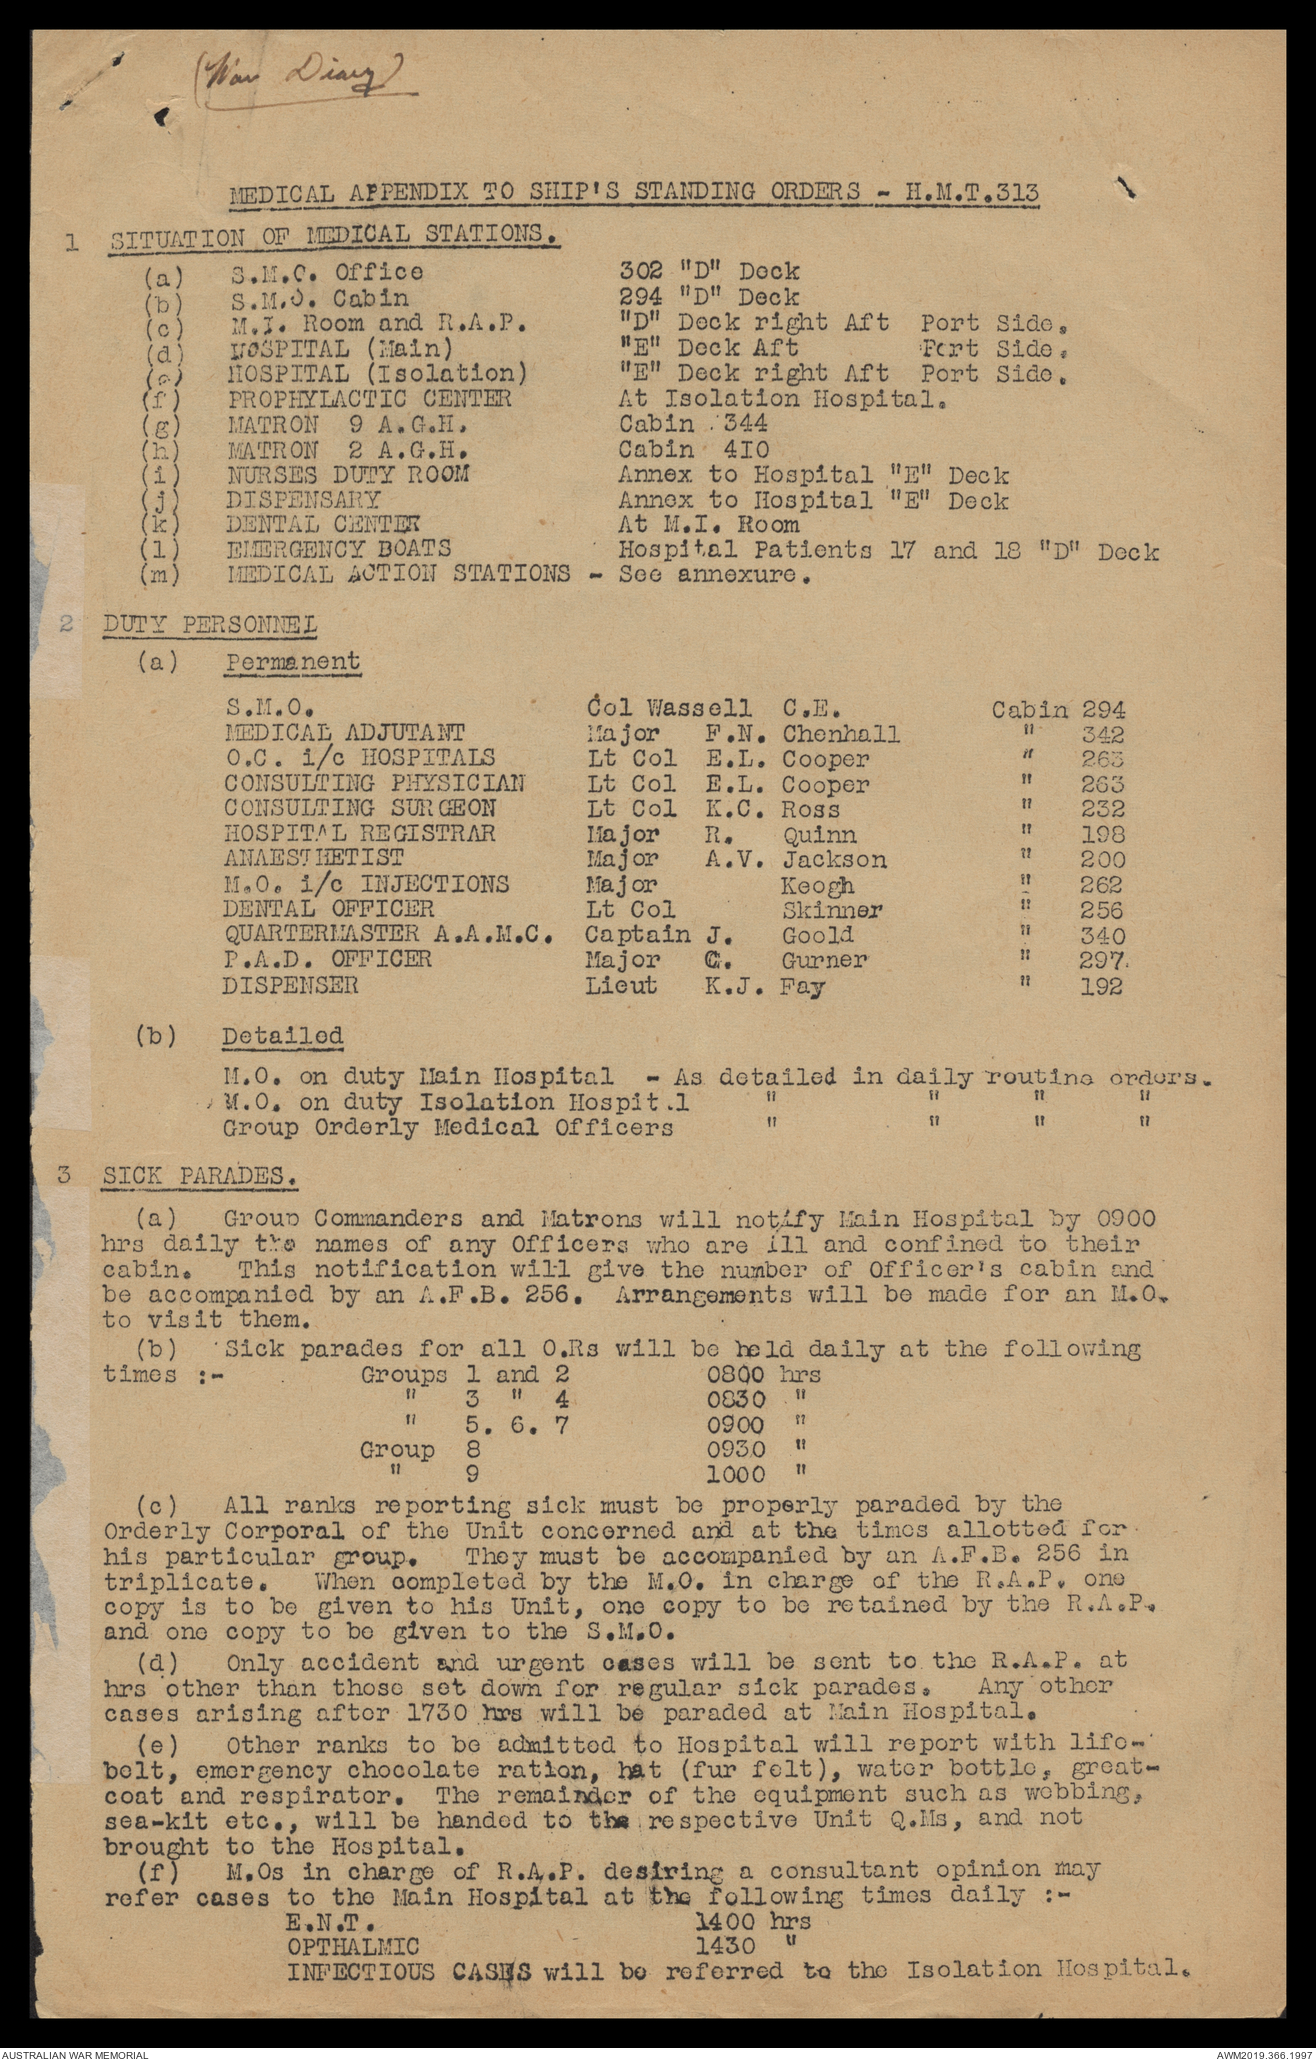 (War Diary)
MEDICAL APPENDIX TO SHIP'S STANDING ORDERS - H.M.T.313
1 SITUATION OF MEDICAL STATIONS.
(a) S.M.O. Office 302 "D" Deck
(b) S.M.O. Cabin 294 "D" Deck
(c) M.I. Room and R.A.P. "D" Deck right Aft Port Side.
(d) HOSPITAL (Main) "E" Deck Aft Port Side.
(e) HOSPITAL (Isolation) "E" Deck right Aft Port Side.
(f) PROPHYLACTIC CENTER At Isolation Hospital.
(g) MATRON 9 A.G.H. Cabin 344
(h) MATRON 2 A.G.H. Cabin 4I0
(i) NURSES DUTY ROOM Annex to Hospital "E" Deck
(j) DISPENSARY Annex to Hospital "E" Deck
(k) DENTAL CENTER At M.I. Room
(l) EMERGENCY BOATS Hospital Patients 17 and 18 "D" Deck
(m) MEDICAL ACTION STATIONS - See annexure.
2 DUTY PERSONNEL
(a) Permanent
S.M.O. Col Wassell C.E. Cabin 294
MEDICAL ADJUTANT Major F.N. Chenhall " 342
O.C. i/c HOSPITALS Lt Col E.L. Cooper " 263
CONSULTING PHYSICIAN Lt Col E.L. Cooper " 263
CONSULTING SURGEON Lt Col K.C. Ross " 232
HOSPITAL REGISTRAR Major R. Quinn " 198
ANAESTHETIST Major A.V. Jackson " 200
M.O. i/c INJECTIONS Major Keogh " 262
DENTAL OFFICER Lt Col Skinner " 256
QUARTERMASTER A.A.M.C. Captain J. Goold " 340
P.A.D. OFFICER Major G. Gurner " 297
DISPENSER Lieut K.J. Fay " 192
(b) Detailed
M.O. on duty Main Hospital - As detailed in daily routine orders.
M.O. on duty Isolation Hospital " " " "
Group Orderly Medical Officers " " " "
3 SICK PARADES.
(a) Group Commanders and Matrons will notify Main Hospital by 0900
hrs daily the names of any Officers who are ill and confined to their
cabin. This notification will give the number of Officer's cabin and
be accompanied by an A.F.B. 256. Arrangements will be made for an M.O.
to visit them.
(b) Sick parades for all O.Rs will be held daily at the following
times :- Groups 1 and 2 0800 hrs
" 3 " 4 0830 "
" 5. 6. 7 0900 "
Group 8 0930 "
" 9 1000 "
(c) All ranks reporting sick must be properly paraded by the
Orderly Corporal of the Unit concerned and at the times allotted for
his particular group. They must be accompanied by an A.F.B. 256 in
triplicate. When completed by the M.O. in charge of the R.A.P. one
copy is to be given to his Unit, one copy to be retained by the R.A.P.
and one copy to be given to the S.M.O.
(d) Only accident and urgent cases will be sent to the R.A.P. at
hrs other than those set down for regular sick parades. Any other
cases arising after 1730 hrs will be paraded at Main Hospital.
(e) Other ranks to be admitted to Hospital will report with life-
belt, emergency chocolate ration, hat (fur felt), water bottle, great-
coat and respirator. The remainder of the equipment such as webbing,
sea-kit etc., will be handed to the respective Unit Q.Ms, and not
brought to the Hospital.
(f) M.Os in charge of R.A.P. desiring a consultant opinion may
refer cases to the Main Hospital at the following times daily :-
E.N.T. 1400 hrs
OPTHALMIC 1430 "
INFECTIOUS CASES will be referred to the Isolation Hospital.
AUSTRALIAN WAR MEMORIAL AWM2019.366.1997